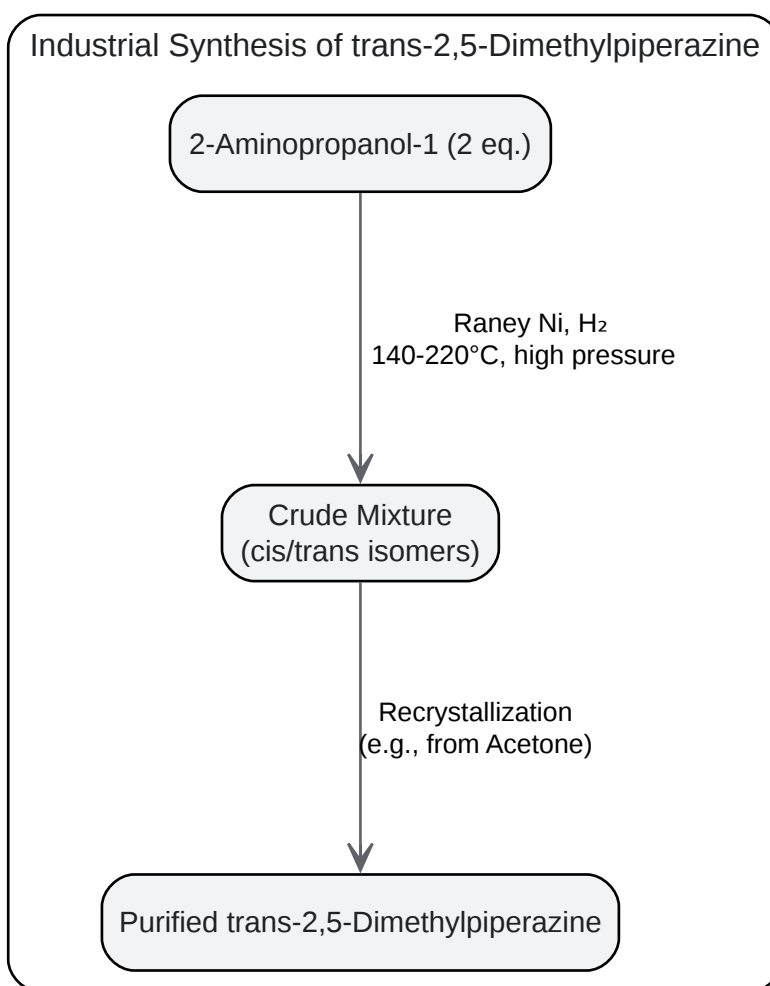 Industrial Synthesis of trans-2,5-Dimethylpiperazine
2-Aminopropanol-1 (2 eq.)
Raney Ni, H₂
140-220°C, high pressure
Crude Mixture
(cis/trans isomers)
Recrystallization
(e.g., from Acetone)
Purified trans-2,5-Dimethylpiperazine